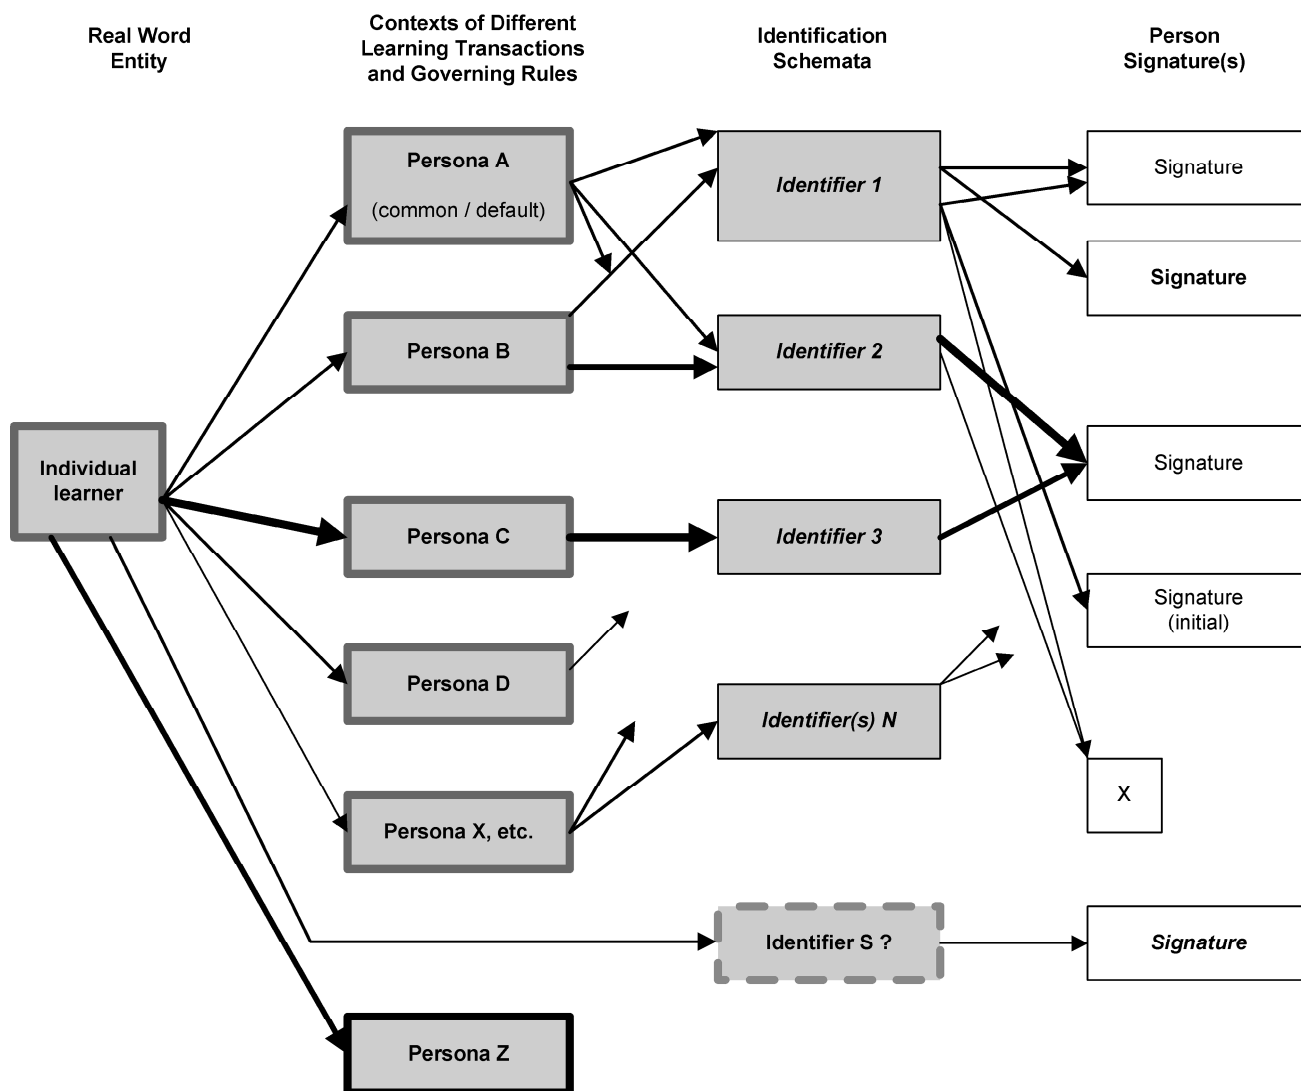 Real Word
Entity
Contexts of Different
Learning Transactions
and Governing Rules
Identification
Schemata
Person
Signature(s)
Persona A
(common / default)
Identifier 1
Signature
Signature
Persona B
Identifier 2
Individual
learner
Signature
Persona C
Identifier 3
Signature
(initial)
Persona D
Identifier(s) N
X
Persona X, etc.
Identifier S ?
Signature
Persona Z